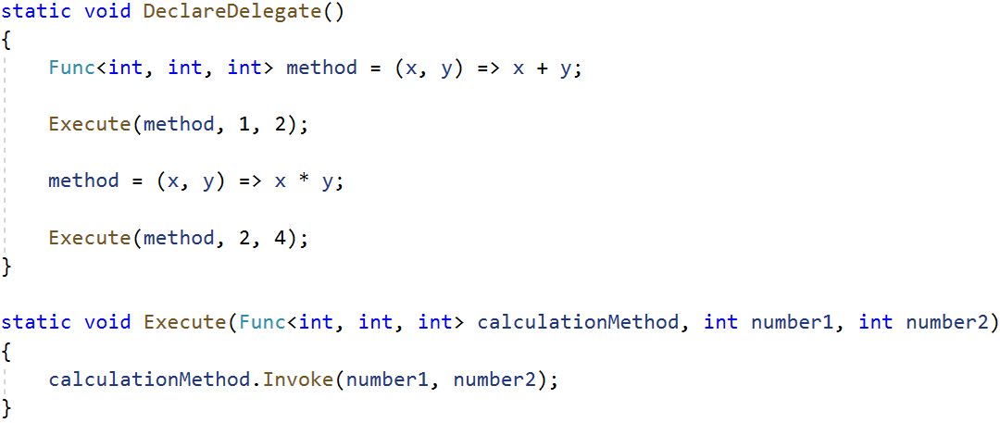 static void DeclareDelegate()
{
    Func<int, int, int> method = (x, y) => x + y;
    Execute(method, 1, 2);
    method = (x, y) => x * y;
    Execute(method, 2, 4);
}
static void Execute(Func<int, int, int> calculationMethod, int number1, int number2)
{
    calculationMethod.Invoke(number1, number2);
}